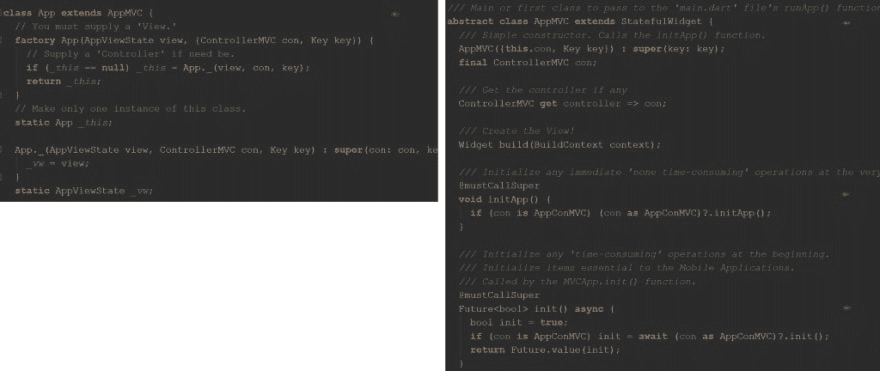 class App extends AppMVC {
// You must supply a 'View.'
factory App(AppViewState view, {ControllerMVC con, Key key}) {
// Supply a 'Controller' if need be.
if (_this == null) _this = App._(view, con, key);
return _this;
}
// Make only one instance of this class.
static App _this;
App._(AppViewState view, ControllerMVC con, Key key) : super(con: con, ke
_vw = view;
}
static AppViewState _vw;
/// Main or first class to pass to the 'main.dart' file's runApp() function
abstract class AppMVC extends StatefulWidget {
/// Simple constructor. Calls the initApp() function.
AppMVC({this.con, Key key}) : super(key: key);
final ControllerMVC con;
/// Get the controller if any
ControllerMVC get controller => con;
/// Create the View!
Widget build(BuildContext context);
/// Initialize any immediate 'none time-consuming' operations at the very
@mustCallSuper
void initApp() {
if (con is AppConMVC) (con as AppConMVC)?.initApp();
}
/// Initialize any 'time-consuming' operations at the beginning.
/// Initialize items essential to the Mobile Applications.
/// Called by the MVCApp.init() function.
@mustCallSuper
Future<bool> init() async {
bool init = true;
if (con is AppConMVC) init = await (con as AppConMVC)?.init();
return Future.value(init);
}